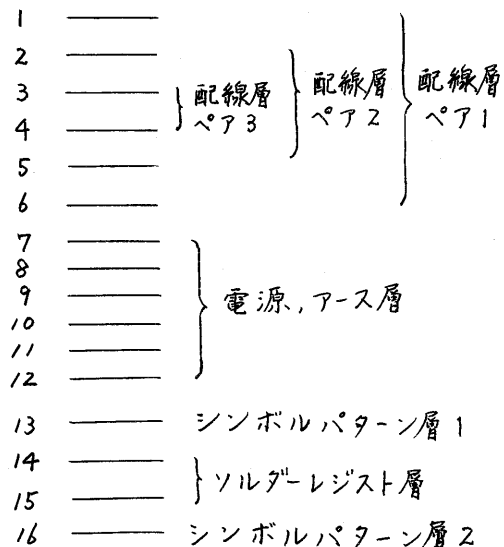 1
2
3
4
5
6
7
8
9
10
11
12
13
14
15
16
配線層
ペア3
配線層
ペア2
配線層
ペア1
電源,アース層
シンボルパターン層1
ソルダーレジスト層
シンボルパターン層2